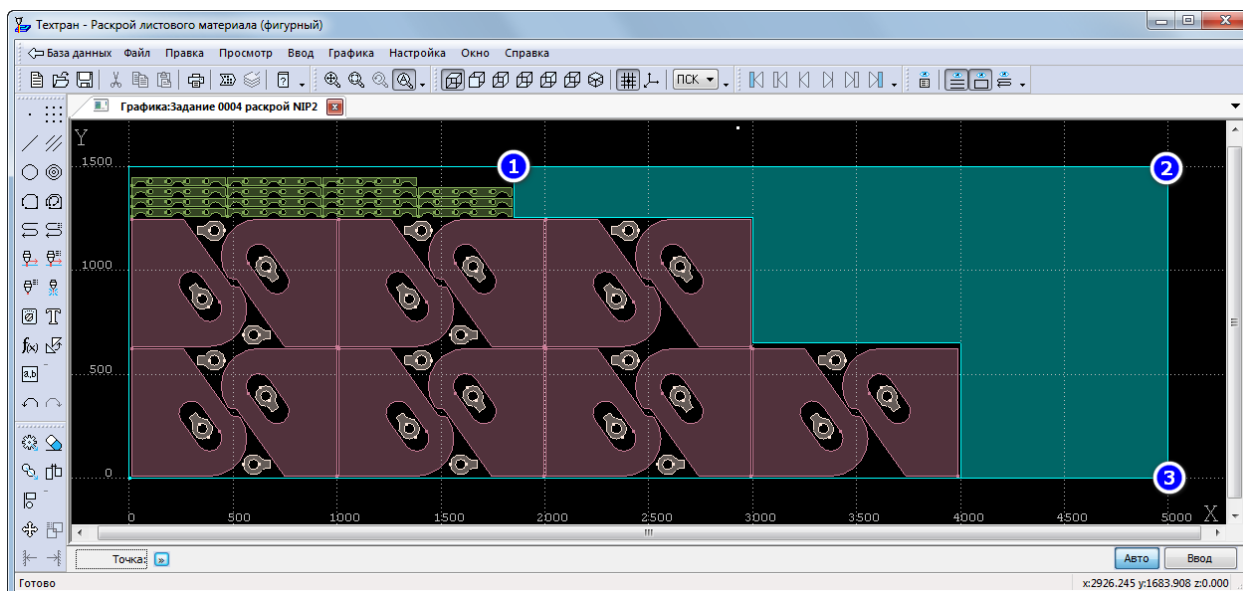 Техтран - Раскрой листового материала (фигурный)
База данных Файл Правка Просмотр Ввод Графика Настройка Окно Справка
ПСК
Графика:Задание 0004 раскрой NIP2
Y
1500
1
2
1000
500
0
3
0 500 1000 1500 2000 2500 3000 3500 4000 4500 5000 X
f(x)
a,b
Точка:
Авто Ввод
Готово
x:2926.245 y:1683.908 z:0.000